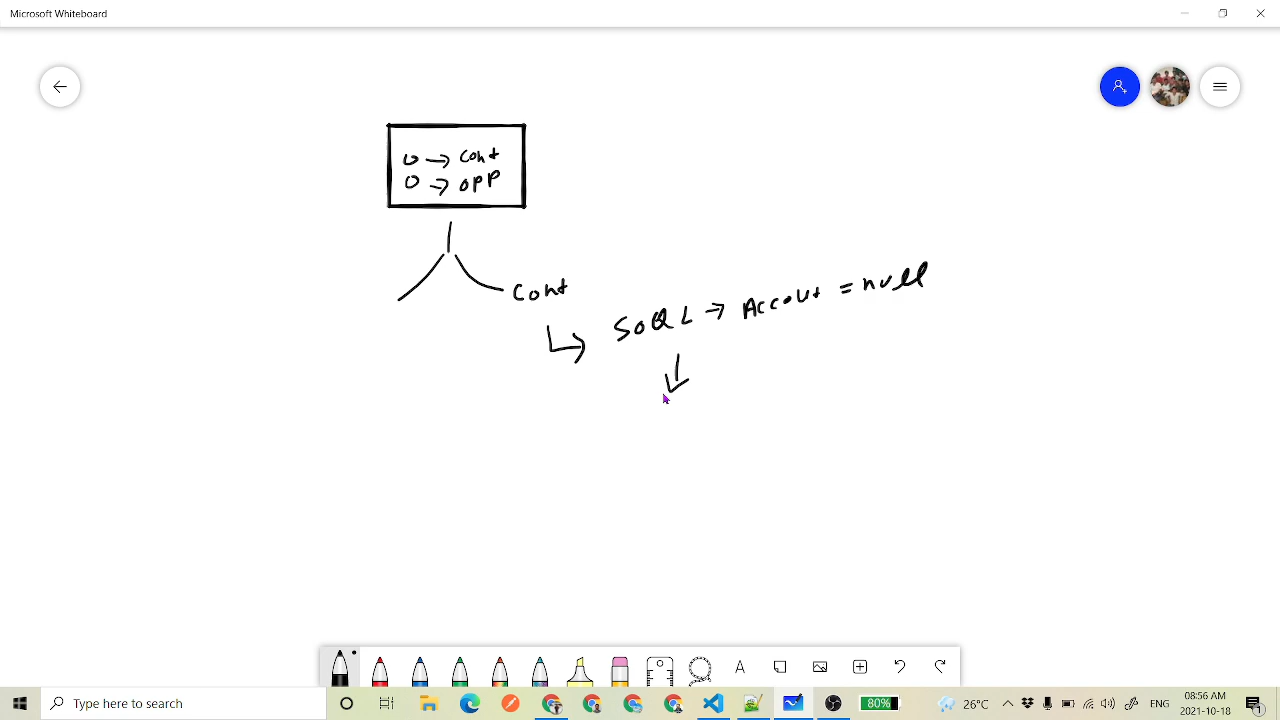 Microsoft Whiteboard
O → Cont
O → OPP
Cont
SOQL → Accout = null
A
Type here to search
80%
26°C
ENG
08:56 AM
2021-10-18
1